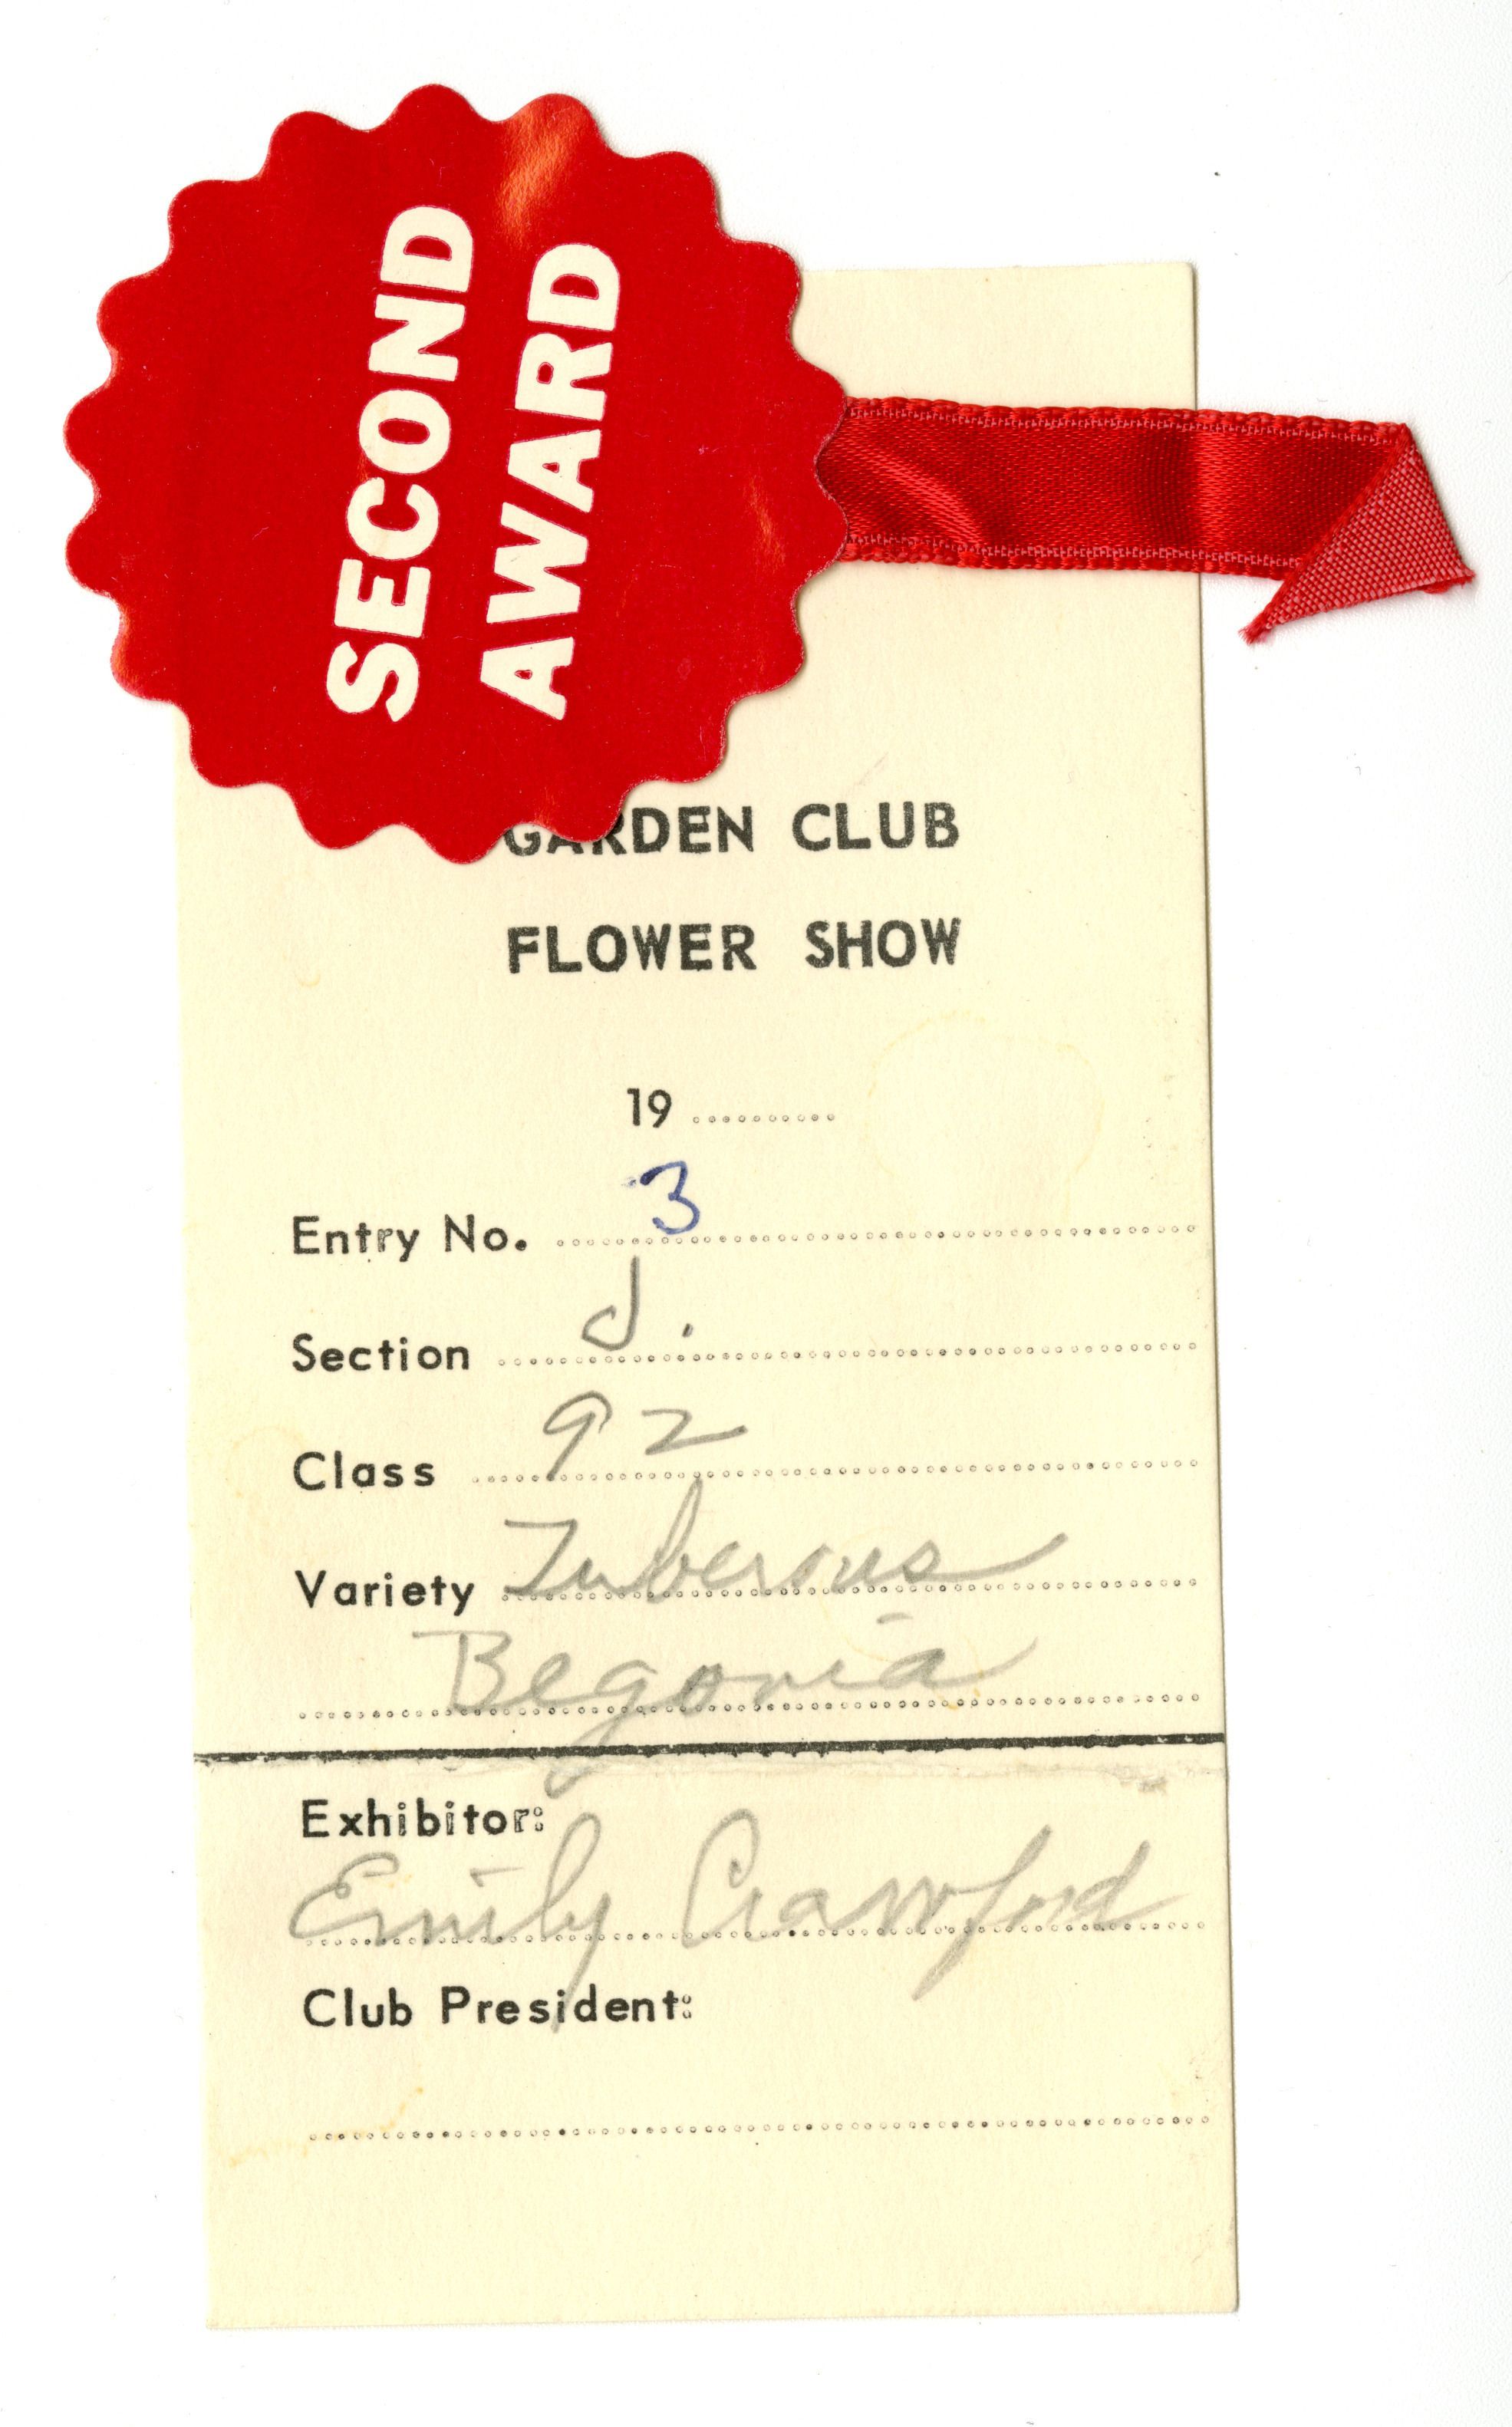 SECOND
AWARD
GARDEN CLUB
FLOWER SHOW
19 ..........
Entry No. 3
Section J.
Class 92
Variety Tuberous
Begonia
Exhibitor:
Emily Crawford
Club President: